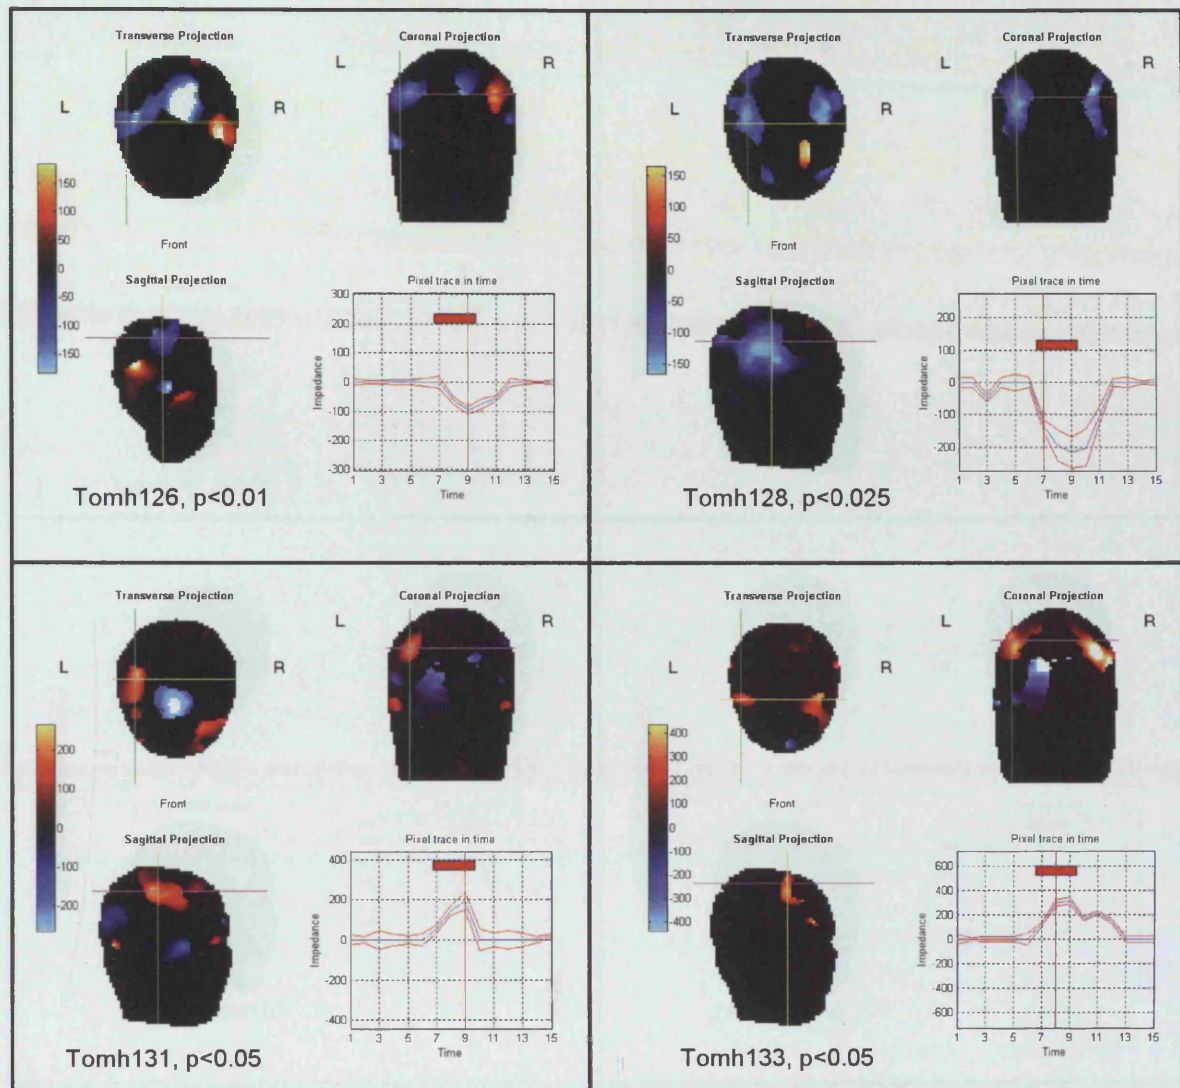 Transverse Projection
Coronal Projection
L
R
L
R
150
100
50
0
-50
-100
-150
Front
Sagittal Projection
Pixel trace in time
300
200
100
0
-100
-200
-300
Impedance
1 3 5 7 9 11 13 15
Time
Tomh126, p<0.01
Transverse Projection
Coronal Projection
L
R
L
R
150
100
50
0
-50
-100
-150
Front
Sagittal Projection
Pixel trace in time
200
100
0
-100
-200
Impedance
1 3 5 7 9 11 13 15
Time
Tomh128, p<0.025
Transverse Projection
Coronal Projection
L
R
L
R
200
100
0
-100
-200
Front
Sagittal Projection
Pixel trace in time
400
200
0
-200
-400
Impedance
1 3 5 7 9 11 13 15
Time
Tomh131, p<0.05
Transverse Projection
Coronal Projection
L
R
L
R
400
300
200
100
0
-100
-200
-300
-400
Front
Sagittal Projection
Pixel trace in time
600
400
200
0
-200
-400
-600
Impedance
1 3 5 7 9 11 13 15
Time
Tomh133, p<0.05